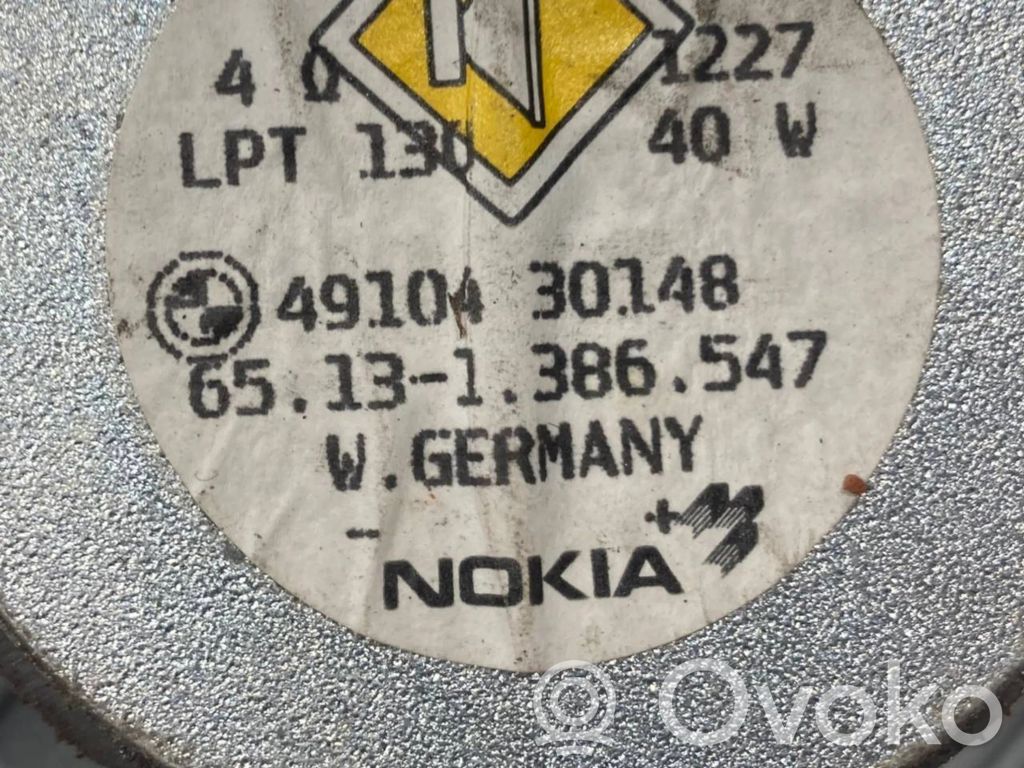 4 Ω 1227
LPT 130 40 W
49104 30148
65.13-1.386.547
W.GERMANY
- +
NOKIA
Ovoko